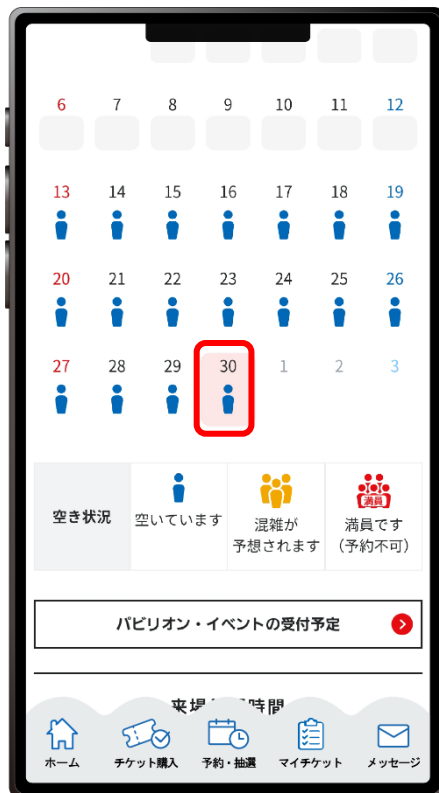 6 7 8 9 10 11 12
13 14 15 16 17 18 19
20 21 22 23 24 25 26
27 28 29 30 1 2 3
空き状況
空いています
混雑が
予想されます
満員
満員です
(予約不可)
パビリオン・イベントの受付予定
来場
時間
ホーム
チケット購入
予約・抽選
マイチケット
メッセージ